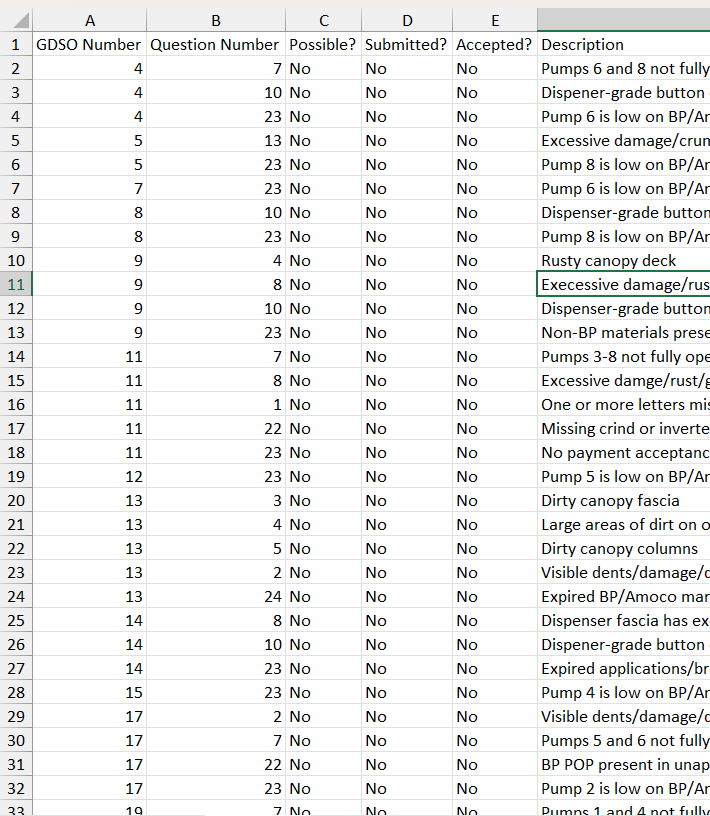 A B C D E
1 GDSO Number Question Number Possible? Submitted? Accepted? Description
2 4 7 No No No Pumps 6 and 8 not fully
3 4 10 No No No Dispener-grade button
4 4 23 No No No Pump 6 is low on BP/Ar
5 5 13 No No No Excessive damage/crun
6 5 23 No No No Pump 8 is low on BP/Ar
7 7 23 No No No Pump 6 is low on BP/Ar
8 8 10 No No No Dispenser-grade button
9 8 23 No No No Pump 8 is low on BP/Ar
10 9 4 No No No Rusty canopy deck
11 9 8 No No No Execessive damage/rus
12 9 10 No No No Dispenser-grade button
13 9 23 No No No Non-BP materials prese
14 11 7 No No No Pumps 3-8 not fully ope
15 11 8 No No No Excessive damge/rust/g
16 11 1 No No No One or more letters mis
17 11 22 No No No Missing crind or inverte
18 11 23 No No No No payment acceptanc
19 12 23 No No No Pump 5 is low on BP/Ar
20 13 3 No No No Dirty canopy fascia
21 13 4 No No No Large areas of dirt on o
22 13 5 No No No Dirty canopy columns
23 13 2 No No No Visible dents/damage/d
24 13 24 No No No Expired BP/Amoco mar
25 14 8 No No No Dispenser fascia has ex
26 14 10 No No No Dispener-grade button
27 14 23 No No No Expired applications/br
28 15 23 No No No Pump 4 is low on BP/Ar
29 17 2 No No No Visible dents/damage/d
30 17 7 No No No Pumps 5 and 6 not fully
31 17 22 No No No BP POP present in unap
32 17 23 No No No Pump 2 is low on BP/Ar
33 19 7 No No No Pumps 1 and 4 not fully